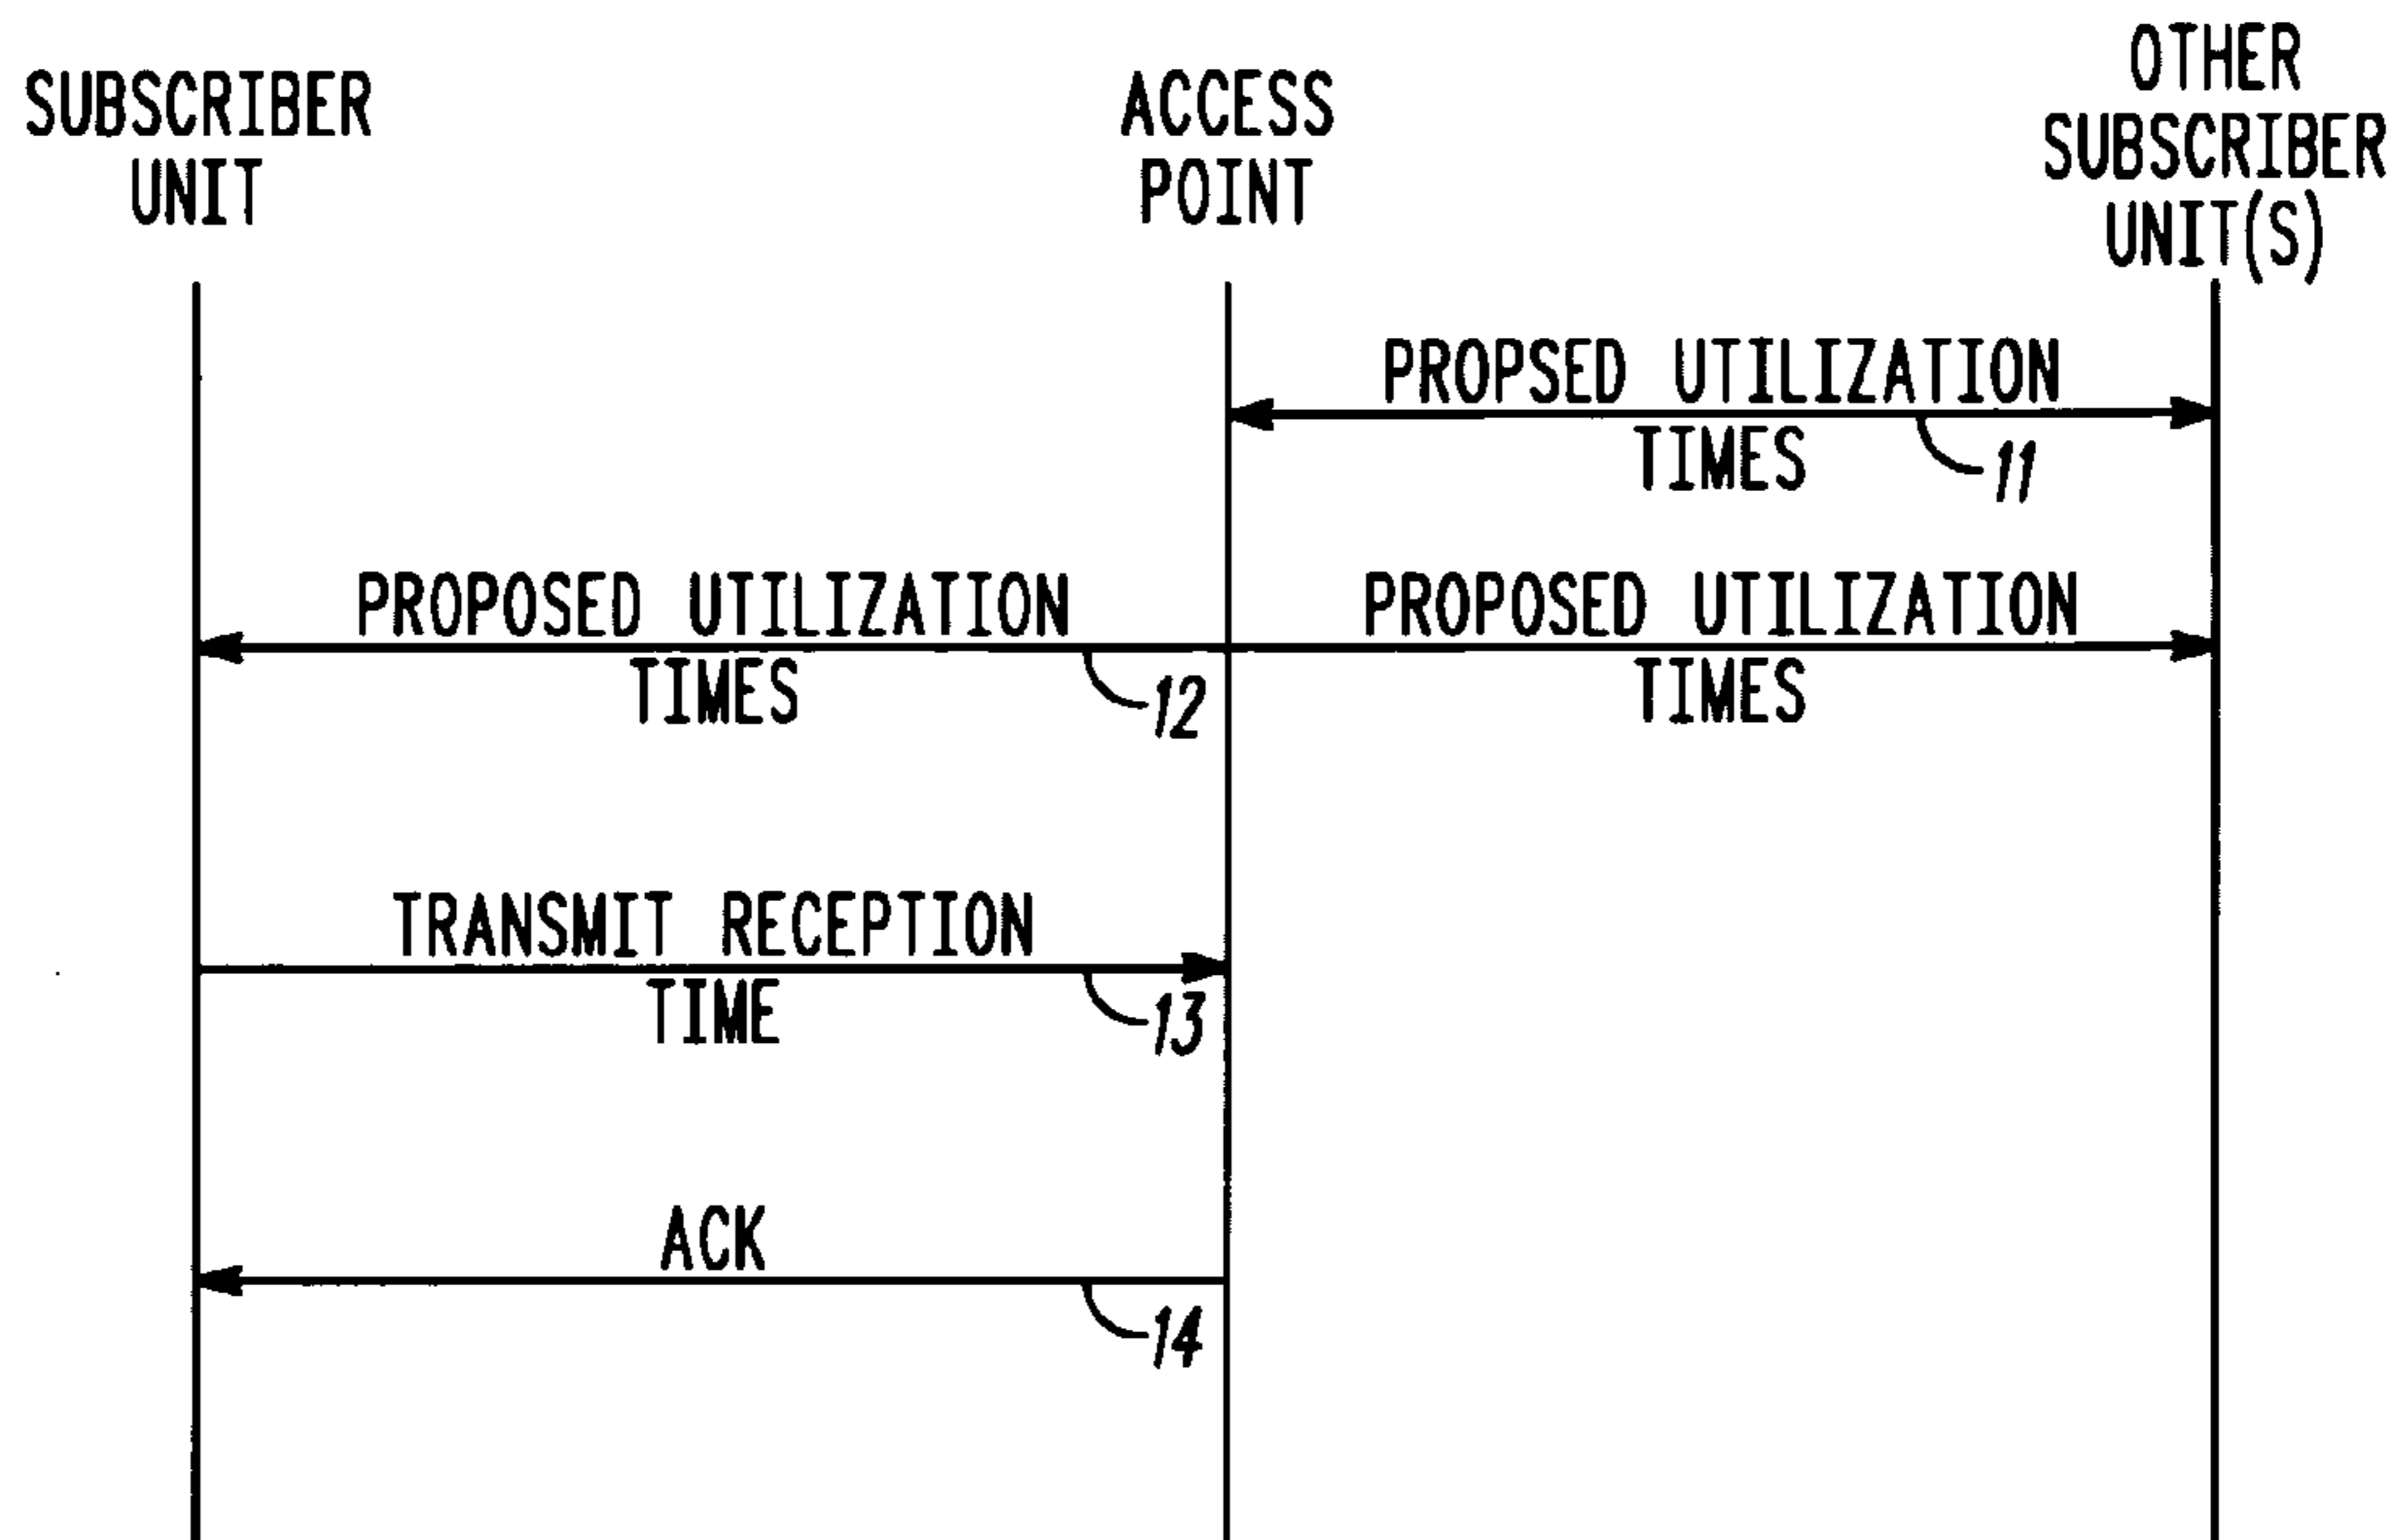 SUBSCRIBER
UNIT
ACCESS
POINT
OTHER
SUBSCRIBER
UNIT(S)
PROPSED UTILIZATION
TIMES
11
PROPOSED UTILIZATION
TIMES
12
PROPOSED UTILIZATION
TIMES
TRANSMIT RECEPTION
TIME
13
ACK
14